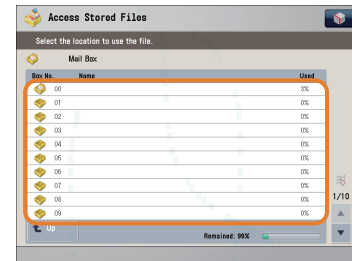 Access Stored Files
Select the location to use the file.
Mail Box
Box No. Name Used
00 3%
01 0%
02 0%
03 0%
04 0%
05 0%
06 0%
07 0%
08 0%
09 0%
1/10
Up
Remained: 99%